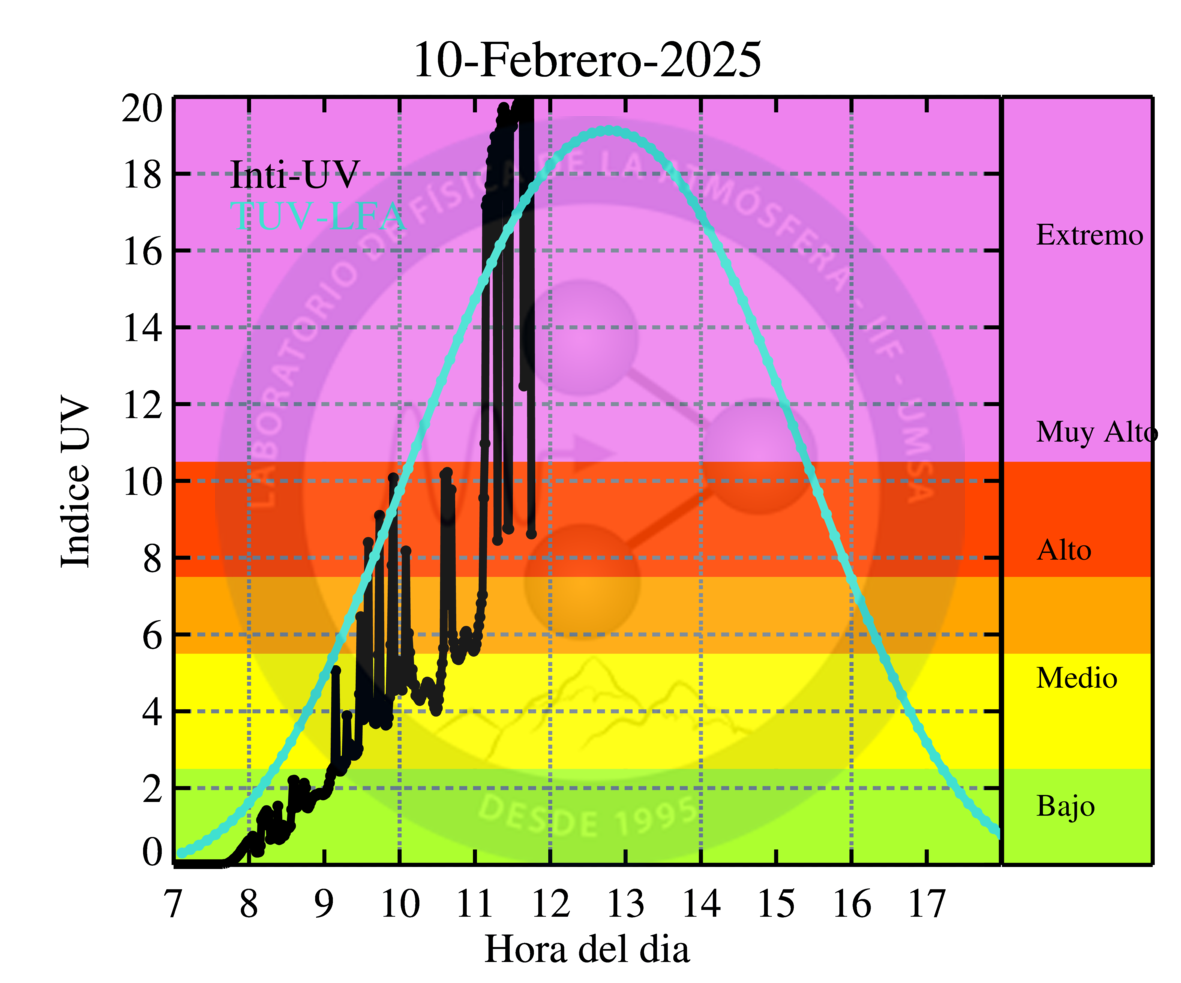 10-Febrero-2025
Inti-UV
TUV-LFA
LABORATORIO DE FÍSICA DE LA ATMÓSFERA - IIF - UMSA
DESDE 1995
Indice UV
20
18
16
14
12
10
8
6
4
2
0
Extremo
Muy Alto
Alto
Medio
Bajo
7 8 9 10 11 12 13 14 15 16 17
Hora del dia